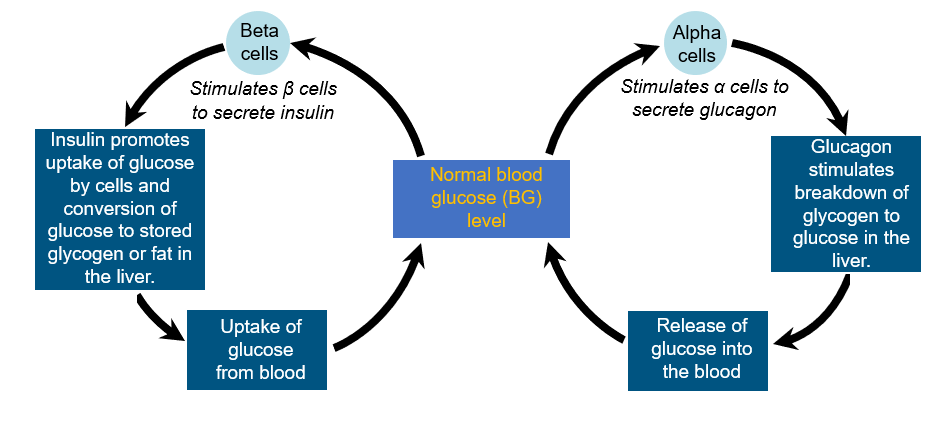 Beta
cells
Stimulates β cells
to secrete insulin
Insulin promotes
uptake of glucose
by cells and
conversion of
glucose to stored
glycogen or fat in
the liver.
Uptake of
glucose
from blood
Normal blood
glucose (BG)
level
Alpha
cells
Stimulates α cells to
secrete glucagon
Glucagon
stimulates
breakdown of
glycogen to
glucose in the
liver.
Release of
glucose into
the blood